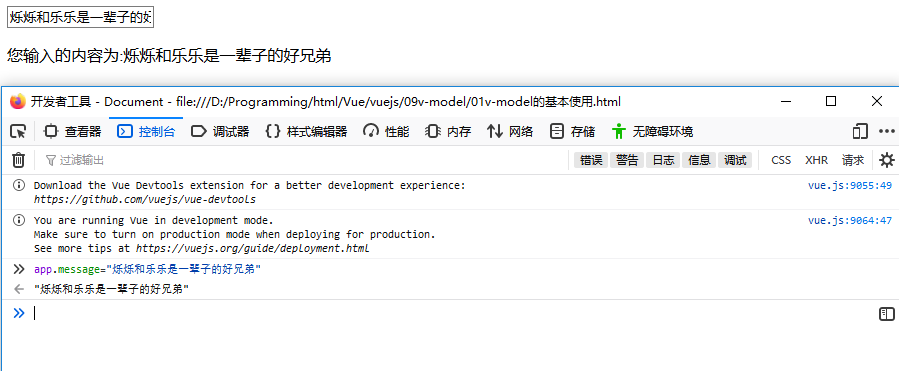 烁烁和乐乐是一辈子的好
您输入的内容为:烁烁和乐乐是一辈子的好兄弟
开发者工具 - Document - file:///D:/Programming/html/Vue/vuejs/09v-model/01v-model的基本使用.html
查看器 控制台 调试器 样式编辑器 性能 内存 网络 存储 无障碍环境
过滤输出 错误 警告 日志 信息 调试 CSS XHR 请求
Download the Vue Devtools extension for a better development experience: vue.js:9055:49
https://github.com/vuejs/vue-devtools
You are running Vue in development mode. vue.js:9064:47
Make sure to turn on production mode when deploying for production.
See more tips at https://vuejs.org/guide/deployment.html
app.message="烁烁和乐乐是一辈子的好兄弟"
"烁烁和乐乐是一辈子的好兄弟"